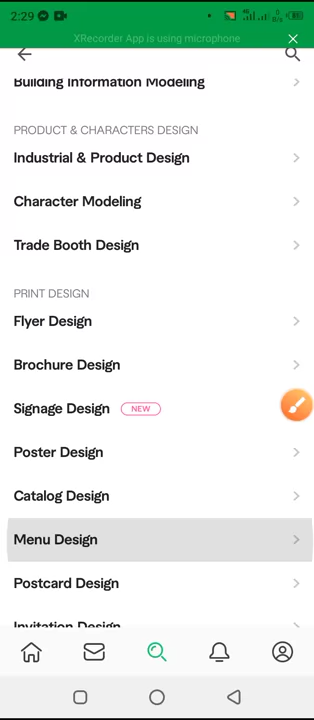 2:29
XRecorder App is using microphone
Building Information Modeling
PRODUCT & CHARACTERS DESIGN
Industrial & Product Design
Character Modeling
Trade Booth Design
PRINT DESIGN
Flyer Design
Brochure Design
Signage Design NEW
Poster Design
Catalog Design
Menu Design
Postcard Design
Invitation Design